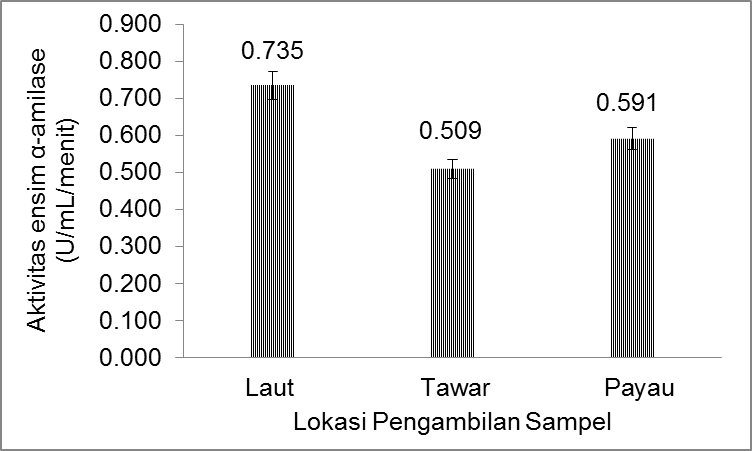 Aktivitas ensim α-amilase
(U/mL/menit)
0.900
0.800
0.700
0.600
0.500
0.400
0.300
0.200
0.100
0.000
0.735
0.509
0.591
Laut
Tawar
Payau
Lokasi Pengambilan Sampel